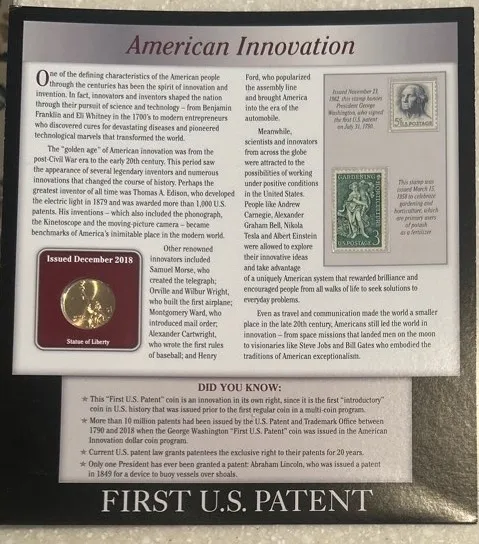 American Innovation
One of the defining characteristics of the American people
through the centuries has been the spirit of innovation and
invention. In fact, innovators and inventors shaped the nation
through their pursuit of science and technology – from Benjamin
Franklin and Eli Whitney in the 1700's to modern entrepreneurs
who discovered cures for devastating diseases and pioneered
technological marvels that transformed the world.
The "golden age" of American innovation was from the
post-Civil War era to the early 20th century. This period saw
the appearance of several legendary inventors and numerous
innovations that changed the course of history. Perhaps the
greatest inventor of all time was Thomas A. Edison, who developed
the electric light in 1879 and was awarded more than 1,000 U.S.
patents. His inventions – which also included the phonograph,
the Kinetoscope and the moving-picture camera – became
benchmarks of America's inimitable place in the modern world.
Issued December 2018
Statue of Liberty
Other renowned
innovators included
Samuel Morse, who
created the telegraph;
Orville and Wilbur Wright,
who built the first airplane;
Montgomery Ward, who
introduced mail order;
Alexander Cartwright,
who wrote the first rules
of baseball; and Henry
Ford, who popularized
the assembly line
and brought America
into the era of the
automobile.
Meanwhile,
scientists and innovators
from across the globe
were attracted to the
possibilities of working
under positive conditions
in the United States.
People like Andrew
Carnegie, Alexander
Graham Bell, Nikola
Tesla and Albert Einstein
were allowed to explore
their innovative ideas
and take advantage
of a uniquely American system that rewarded brilliance and
encouraged people from all walks of life to seek solutions to
everyday problems.
Even as travel and communication made the world a smaller
place in the late 20th century, Americans still led the world in
innovation – from space missions that landed men on the moon
to visionaries like Steve Jobs and Bill Gates who embodied the
traditions of American exceptionalism.
Issued November 23,
1962, this stamp honors
President George
Washington, who signed
the first U.S. patent
on July 31, 1790.
5¢ U.S. POSTAGE
GARDENING
U.S. POSTAGE
This stamp was
issued March 15,
1958 to celebrate
gardening and
horticulture, which
are primary users
of potash
as a fertilizer
DID YOU KNOW:
★ This "First U.S. Patent" coin is an innovation in its own right, since it is the first "introductory"
coin in U.S. history that was issued prior to the first regular coin in a multi-coin program.
★ More than 10 million patents had been issued by the U.S. Patent and Trademark Office between
1790 and 2018 when the George Washington "First U.S. Patent" coin was issued in the American
Innovation dollar coin program.
★ Current U.S. patent law grants patentees the exclusive right to their patents for 20 years.
★ Only one President has ever been granted a patent: Abraham Lincoln, who was issued a patent
in 1849 for a device to buoy vessels over shoals.
FIRST U.S. PATENT